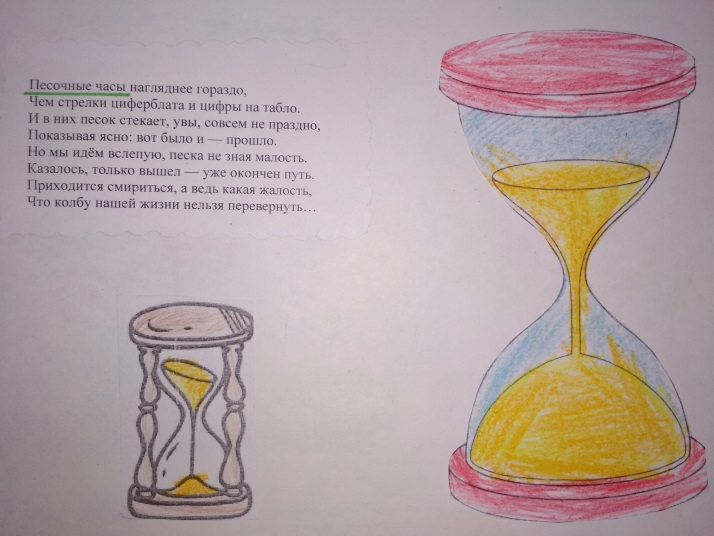 Песочные часы нагляднее гораздо,
Чем стрелки циферблата и цифры на табло.
И в них песок стекает, увы, совсем не праздно,
Показывая ясно: вот было и — прошло.
Но мы идём вслепую, песка не зная малость.
Казалось, только вышел — уже окончен путь.
Приходится смириться, а ведь какая жалость,
Что колбу нашей жизни нельзя перевернуть…